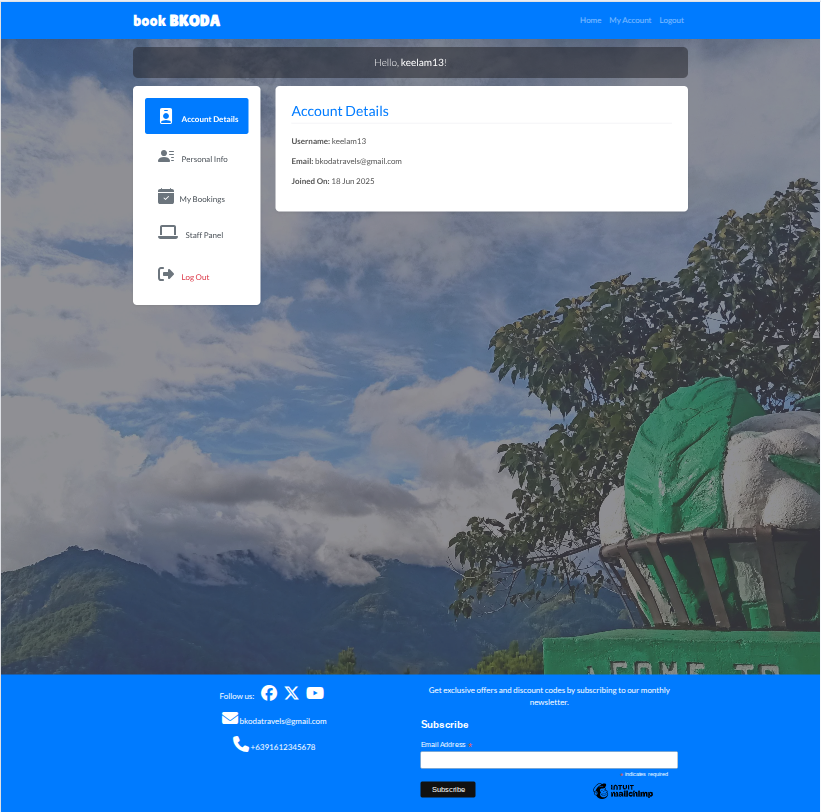 book BKODA
Home My Account Logout
Hello, keelam13!
Account Details
Personal Info
My Bookings
Staff Panel
Log Out
Account Details
Username: keelam13
Email: bkodatravels@gmail.com
Joined On: 18 Jun 2025
COME TO
Follow us:
bkodatravels@gmail.com
+6391612345678
Get exclusive offers and discount codes by subscribing to our monthly
newsletter.
Subscribe
Email Address *
* indicates required
Subscribe
INTUIT
mailchimp